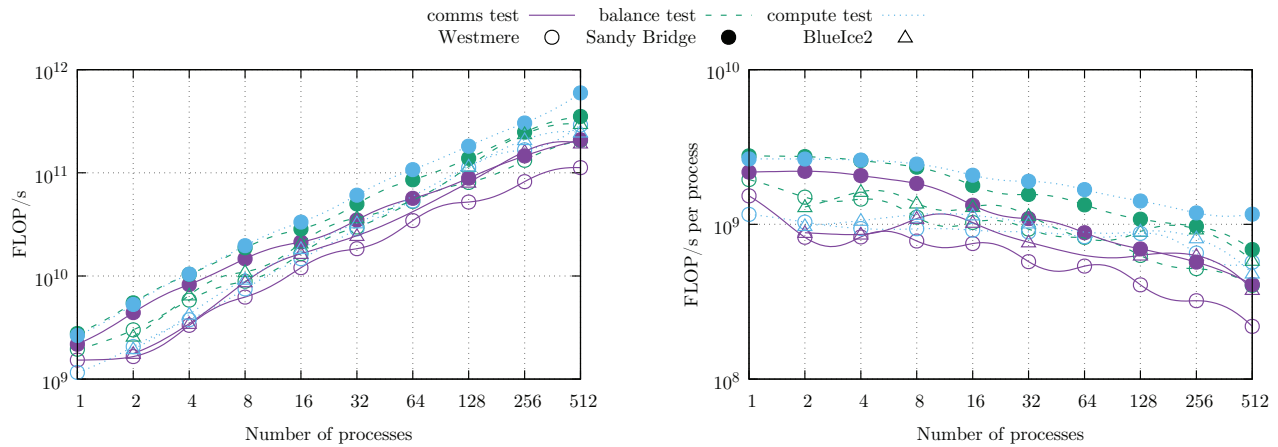 comms test balance test compute test
Westmere Sandy Bridge BlueIce2
10^12
10^11
10^10
10^9
FLOP/s
1 2 4 8 16 32 64 128 256 512
Number of processes
10^10
10^9
10^8
FLOP/s per process
1 2 4 8 16 32 64 128 256 512
Number of processes